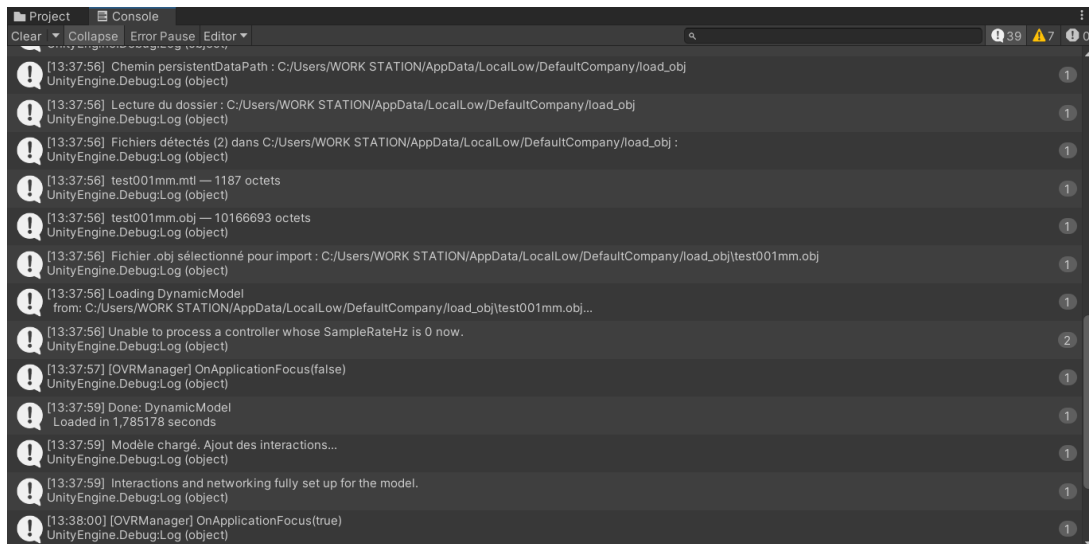 Project
Console
Clear
Collapse
Error Pause
Editor
39
7
0
UnityEngine.Debug:Log (object)
[13:37:56] Chemin persistentDataPath : C:/Users/WORK STATION/AppData/LocalLow/DefaultCompany/load_obj
UnityEngine.Debug:Log (object)
1
[13:37:56] Lecture du dossier : C:/Users/WORK STATION/AppData/LocalLow/DefaultCompany/load_obj
UnityEngine.Debug:Log (object)
1
[13:37:56] Fichiers détectés (2) dans C:/Users/WORK STATION/AppData/LocalLow/DefaultCompany/load_obj :
UnityEngine.Debug:Log (object)
1
[13:37:56] test001mm.mtl — 1187 octets
UnityEngine.Debug:Log (object)
1
[13:37:56] test001mm.obj — 10166693 octets
UnityEngine.Debug:Log (object)
1
[13:37:56] Fichier .obj sélectionné pour import : C:/Users/WORK STATION/AppData/LocalLow/DefaultCompany/load_obj\test001mm.obj
UnityEngine.Debug:Log (object)
1
[13:37:56] Loading DynamicModel
from: C:/Users/WORK STATION/AppData/LocalLow/DefaultCompany/load_obj\test001mm.obj...
1
[13:37:56] Unable to process a controller whose SampleRateHz is 0 now.
UnityEngine.Debug:Log (object)
2
[13:37:57] [OVRManager] OnApplicationFocus(false)
UnityEngine.Debug:Log (object)
1
[13:37:59] Done: DynamicModel
Loaded in 1,785178 seconds
1
[13:37:59] Modèle chargé. Ajout des interactions...
UnityEngine.Debug:Log (object)
1
[13:37:59] Interactions and networking fully set up for the model.
UnityEngine.Debug:Log (object)
1
[13:38:00] [OVRManager] OnApplicationFocus(true)
UnityEngine.Debug:Log (object)
1